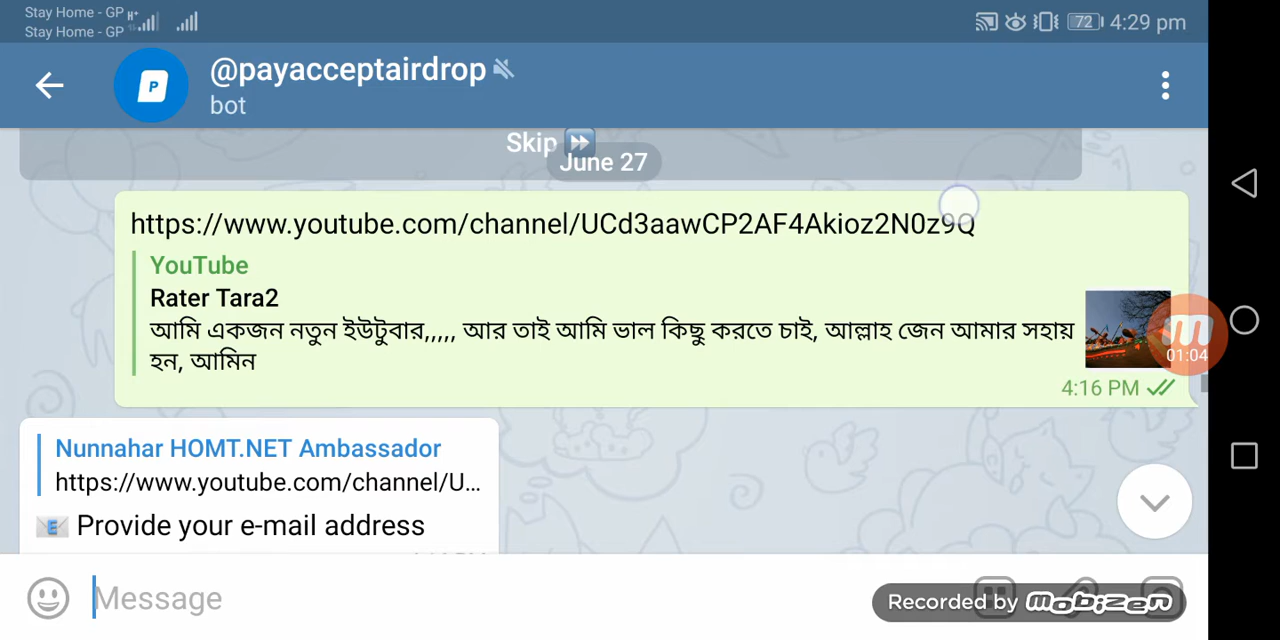 Stay Home - GP
Stay Home - GP
72 4:29 pm
@payacceptairdrop
bot
Skip
June 27
https://www.youtube.com/channel/UCd3aawCP2AF4Akioz2N0z9Q
YouTube
Rater Tara2
আমি একজন নতুন ইউটুবার,,,,, আর তাই আমি ভাল কিছু করতে চাই, আল্লাহ জেন আমার সহায়
হন, আমিন
01:04
4:16 PM
Nunnahar HOMT.NET Ambassador
https://www.youtube.com/channel/U...
Provide your e-mail address
Message
Recorded by mobizen